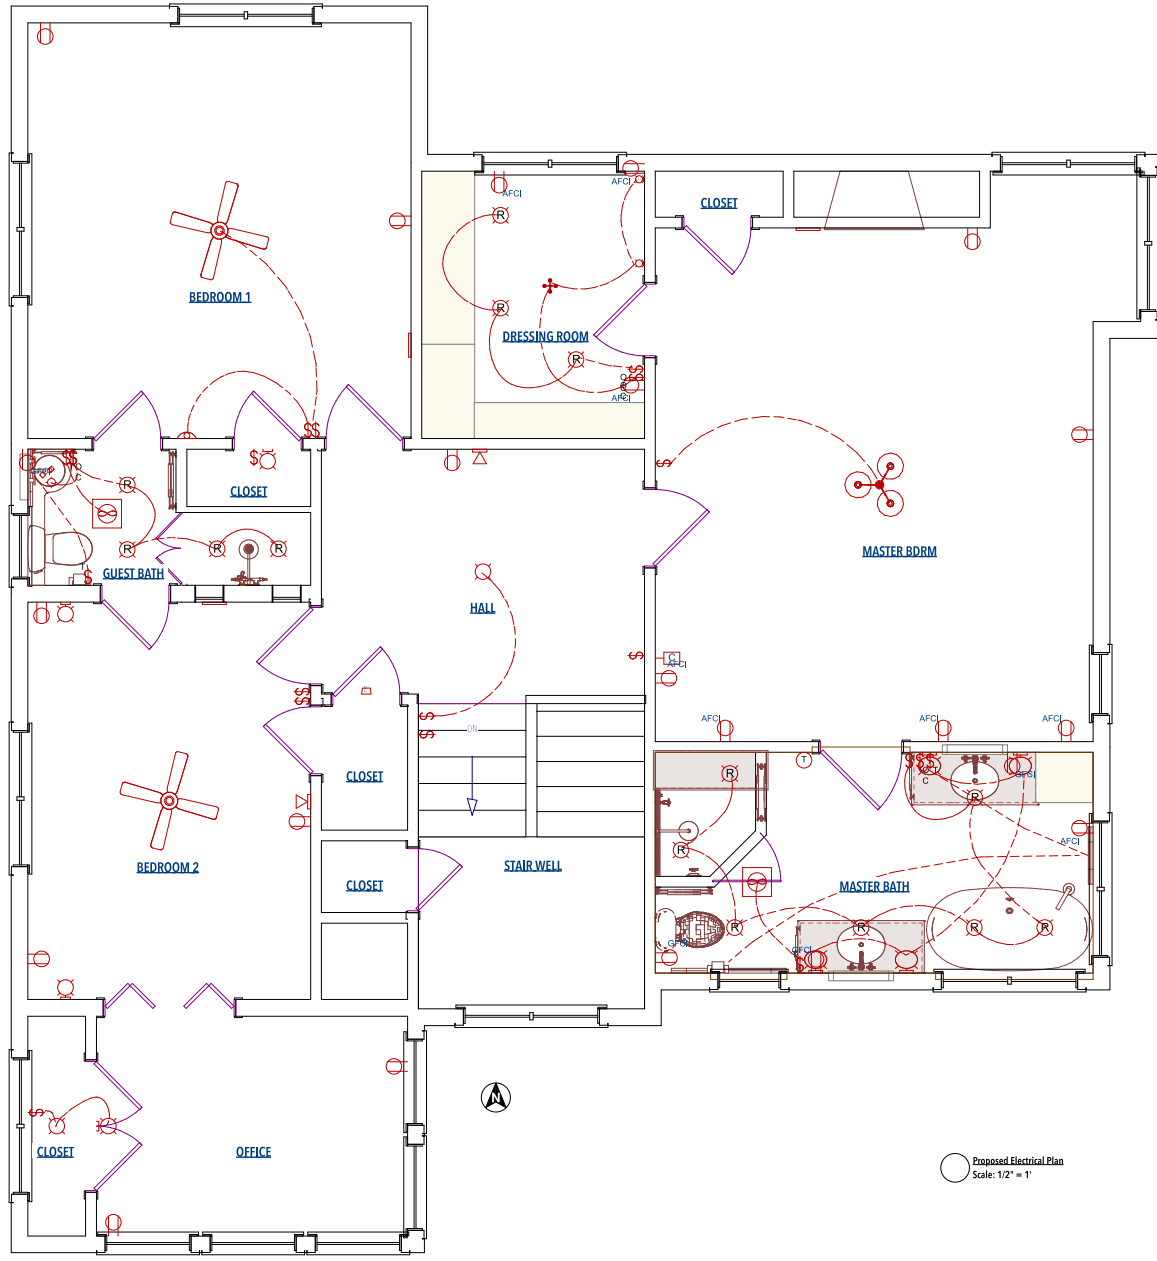 AFCI
AFCI
CLOSET
BEDROOM 1
R
R
DRESSING ROOM
R
AFCI
$
$$
$
CLOSET
R
R
R
R
GUEST BATH
$
MASTER BDRM
HALL
$
C
AFCI
$$
$
$
DN
AFCI
AFCI
AFCI
T
CLOSET
R
GFCI
R
R
AFCI
BEDROOM 2
STAIR WELL
CLOSET
MASTER BATH
R
R
R
R
GFCI
GFCI
$
N
$
CLOSET
OFFICE
Proposed Electrical Plan
Scale: 1/2" = 1'